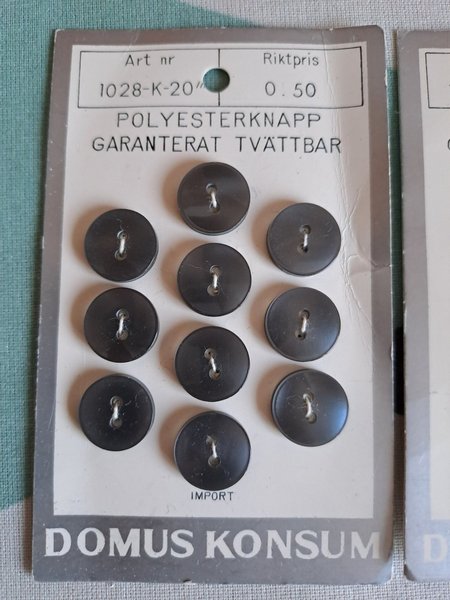 Art nr Riktpris
1028-K-20" 0.50
POLYESTERKNAPP
GARANTERAT TVÄTTBAR
IMPORT
DOMUS KONSUM
D